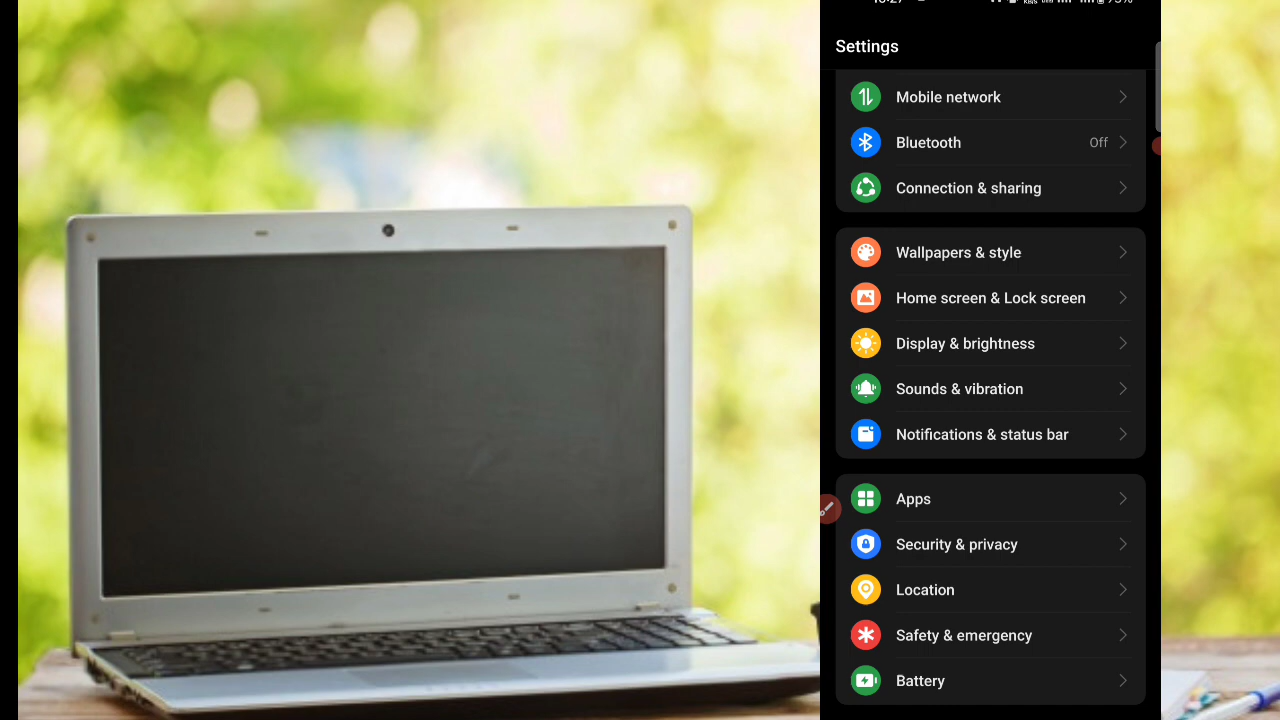 Settings
Mobile network
Bluetooth Off
Connection & sharing
Wallpapers & style
Home screen & Lock screen
Display & brightness
Sounds & vibration
Notifications & status bar
Apps
Security & privacy
Location
Safety & emergency
Battery